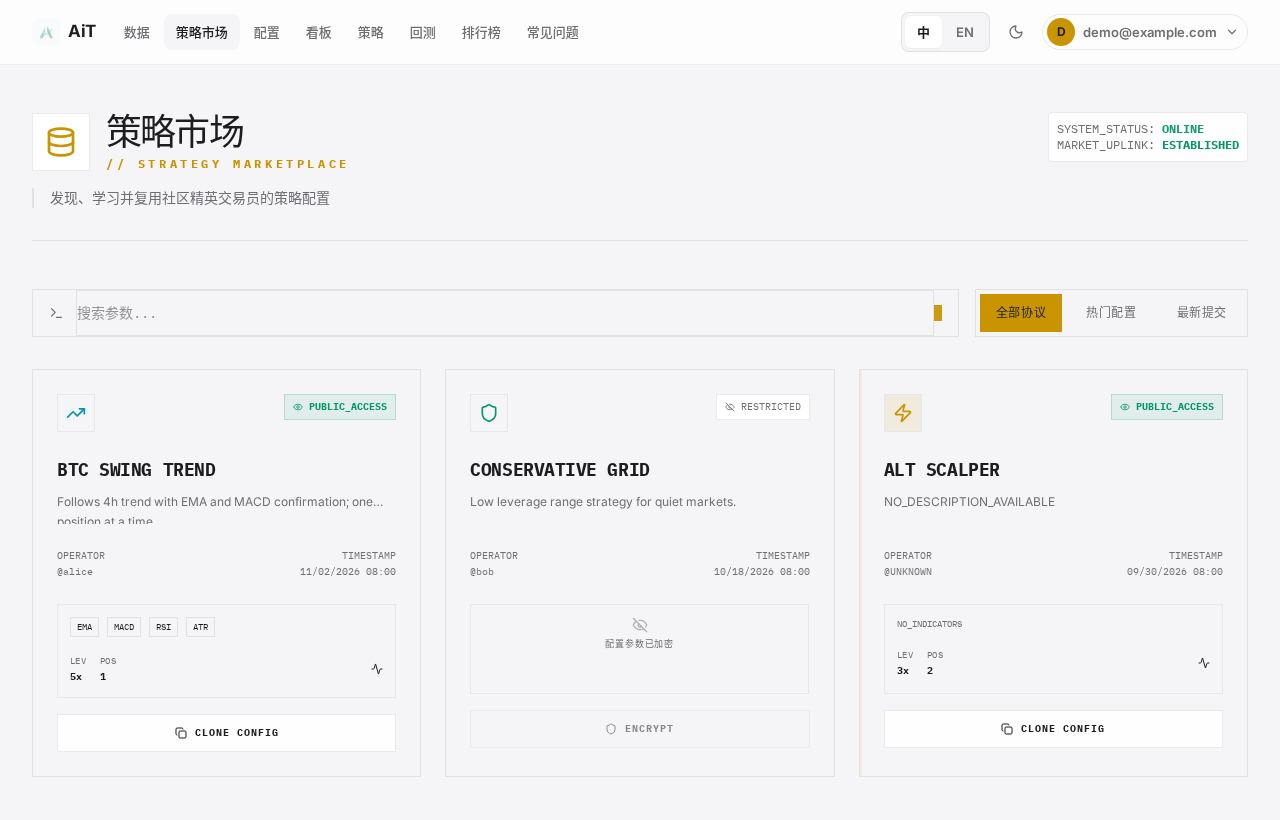 AiT 数据 策略市场 配置 看板 策略 回测 排行榜 常见问题 中 EN D demo@example.com
策略市场
// STRATEGY MARKETPLACE
SYSTEM_STATUS: ONLINE
MARKET_UPLINK: ESTABLISHED
发现、学习并复用社区精英交易员的策略配置
搜索参数... 全部协议 热门配置 最新提交
PUBLIC_ACCESS
BTC SWING TREND
Follows 4h trend with EMA and MACD confirmation; one...
position at a time
OPERATOR TIMESTAMP
@alice 11/02/2026 08:00
EMA MACD RSI ATR
LEV POS
5x 1
CLONE CONFIG
RESTRICTED
CONSERVATIVE GRID
Low leverage range strategy for quiet markets.
OPERATOR TIMESTAMP
@bob 10/18/2026 08:00
配置参数已加密
ENCRYPT
PUBLIC_ACCESS
ALT SCALPER
NO_DESCRIPTION_AVAILABLE
OPERATOR TIMESTAMP
@UNKNOWN 09/30/2026 08:00
NO_INDICATORS
LEV POS
3x 2
CLONE CONFIG